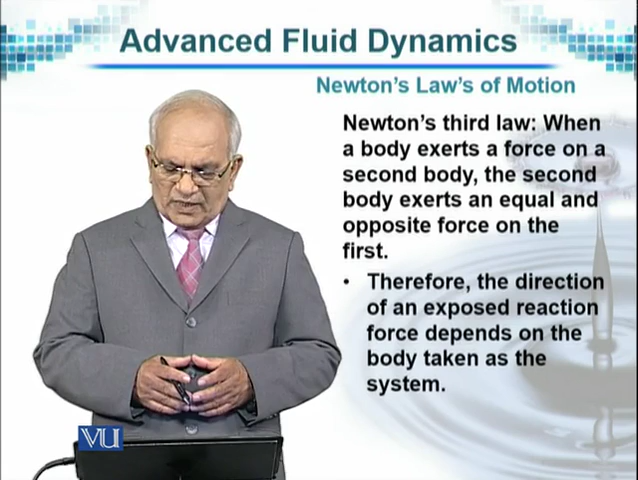 Advanced Fluid Dynamics
Newton's Law's of Motion
Newton's third law: When
a body exerts a force on a
second body, the second
body exerts an equal and
opposite force on the
first.
• Therefore, the direction
of an exposed reaction
force depends on the
body taken as the
system.
VU